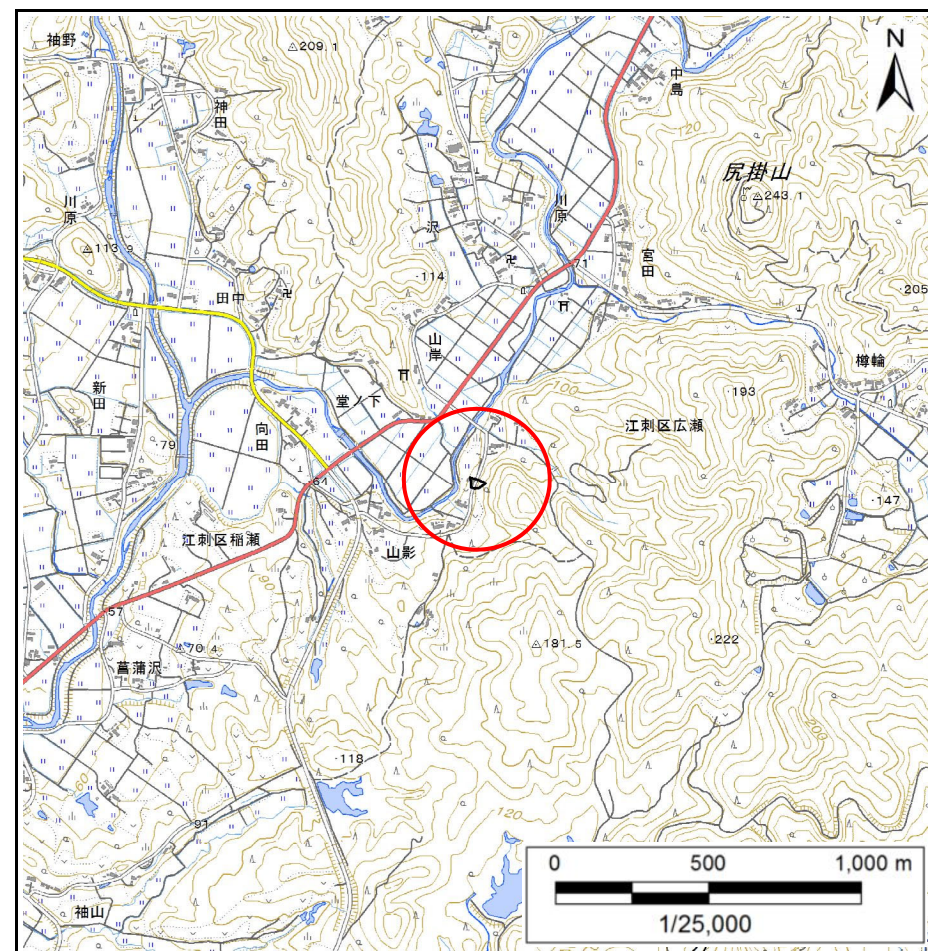 袖野
209.1
N
中島
神田
120
尻掛山
243.1
川原
川原
沢
宮田
113.9
71
田中
114
205
山岸
樽輪
100
193
新田
堂ノ下
江刺区広瀬
向田
79
64
147
山影
江刺区稲瀬
90
57
222
181.5
70.4
菖蒲沢
200
118
60
120
91
袖山
0
500
1,000 m
1/25,000